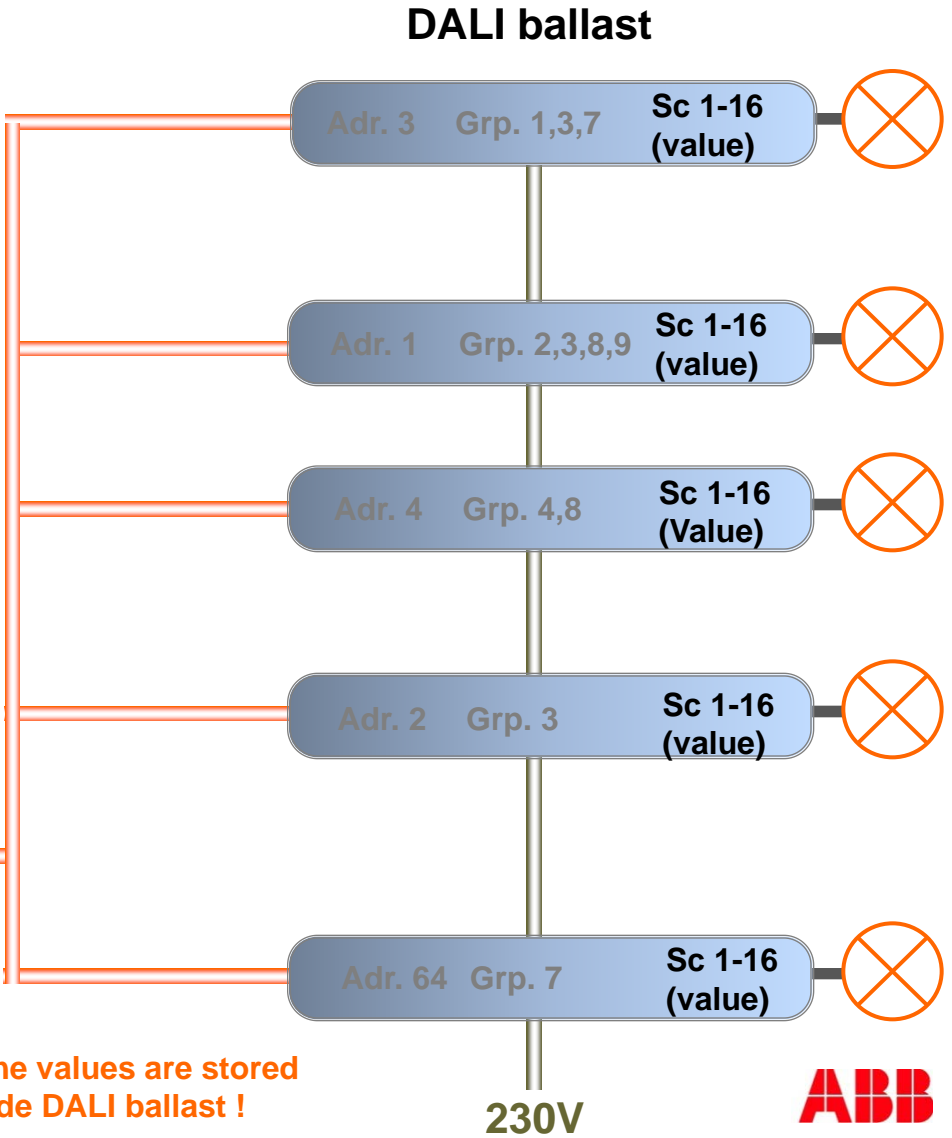 DALI ballast
Adr. 3 Grp. 1,3,7 Sc 1-16
(value)
Adr. 1 Grp. 2,3,8,9 Sc 1-16
(value)
Adr. 4 Grp. 4,8 Sc 1-16
(Value)
Adr. 2 Grp. 3 Sc 1-16
(value)
Adr. 64 Grp. 7 Sc 1-16
(value)
ne values are stored
de DALI ballast !
230V
ABB